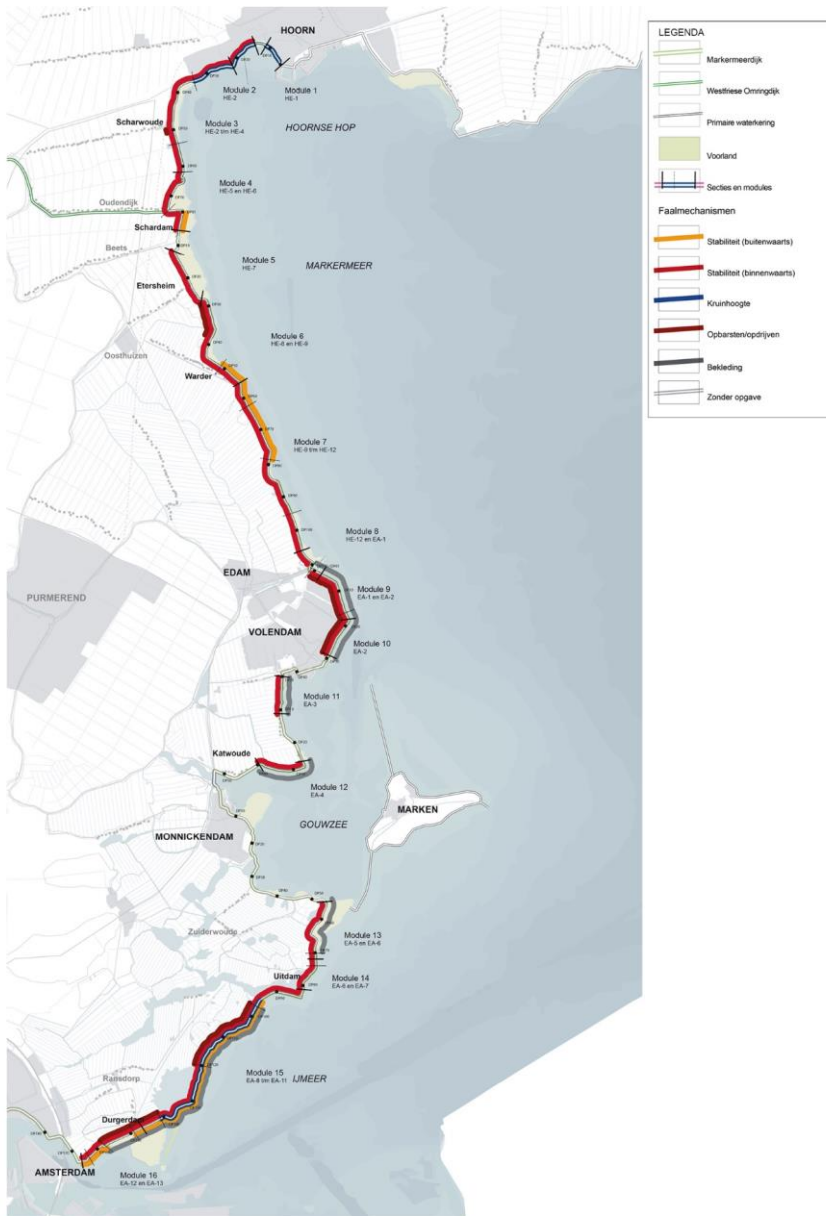 HOORN
Module 1
HE-1
Module 2
HE-2
Module 3
HE-2 t/m HE-4
HOORNSE HOP
Scharwoude
Module 4
HE-5 en HE-6
Oudendijk
Schardam
Beets
Module 5
HE-7
MARKERMEER
Etersheim
Module 6
HE-8 en HE-9
Oosthuizen
Warder
Module 7
HE-9 t/m HE-12
Module 8
HE-12 en EA-1
EDAM
Module 9
EA-1 en EA-2
PURMEREND
VOLENDAM
Module 10
EA-2
Module 11
EA-3
Katwoude
Module 12
EA-4
MARKEN
GOUWZEE
MONNICKENDAM
Zuiderwoude
Module 13
EA-5 en EA-6
Uitdam
Module 14
EA-6 en EA-7
Module 15
EA-8 t/m EA-11
IJMEER
Ransdorp
Durgerdam
AMSTERDAM
Module 16
EA-12 en EA-13
LEGENDA
Markermeerdijk
Westfriese Omringdijk
Primaire waterkering
Voorland
Secties en modules
Faalmechanismen
Stabiliteit (buitenwaarts)
Stabiliteit (binnenwaarts)
Kruinhoogte
Opbarsten/opdrijven
Bekleding
Zonder opgave